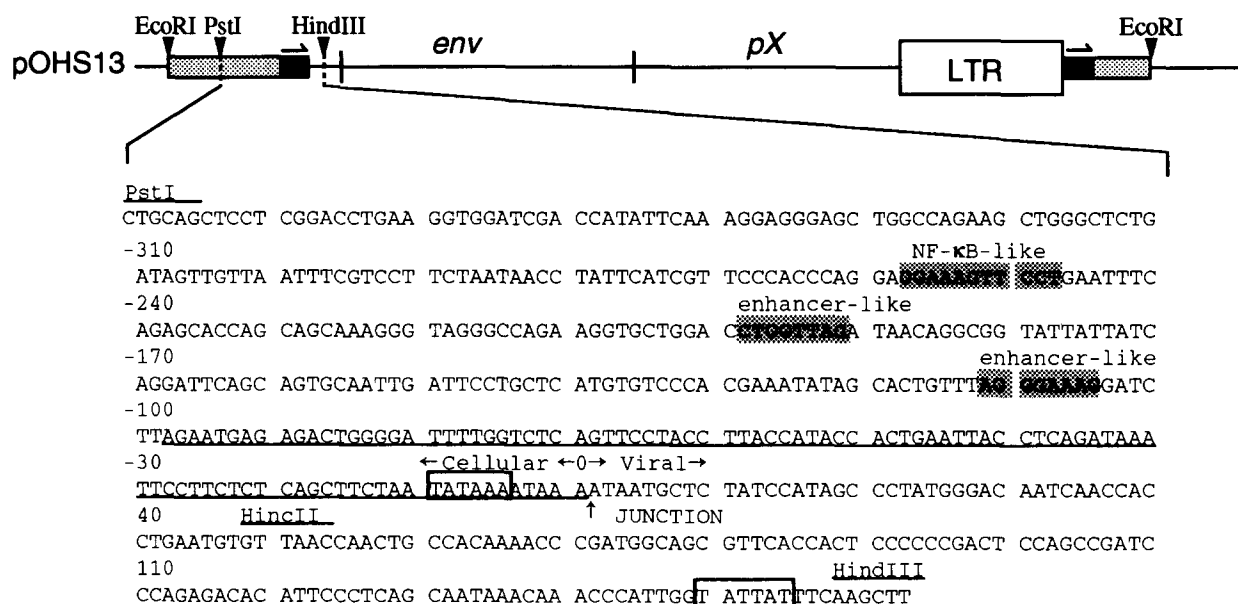 EcoRI PstI HindIII env pX EcoRI
pOHS13 LTR
PstI
CTGCAGCTCCT CGGACCTGAA GGTGGATCGA CCATATTCAA AGGAGGGAGC TGGCCAGAAG CTGGGCTCTG
-310 NF-κB-like
ATAGTTGTTA ATTTCGTCCT TCTAATAACC TATTCATCGT TCCCACCCAG GAGGAAAGTT CCTGAATTTC
-240 enhancer-like
AGAGCACCAG CAGCAAAGGG TAGGGCCAGA AGGTGCTGGA CCTGGTTAGA TAACAGGCGG TATTATTATC
-170 enhancer-like
AGGATTCAGC AGTGCAATTG ATTCCTGCTC ATGTGTCCCA CGAAATATAG CACTGTTTAG GGAAAGGATC
-100
TTAGAATGAG AGACTGGGGA TTTTGGTCTC AGTTCCTACC TTACCATACC ACTGAATTAC CTCAGATAAA
-30 ←Cellular ←0→ Viral→
TTCCTTCTCT CAGCTTCTAA TATAAAATAA AATAATGCTC TATCCATAGC CCTATGGGAC AATCAACCAC
40 HincII ↑ JUNCTION
CTGAATGTGT TAACCAACTG CCACAAAACC CGATGGCAGC GTTCACCACT CCCCCCGACT CCAGCCGATC
110 HindIII
CCAGAGACAC ATTCCCTCAG CAATAAACAA ACCCATTGGT ATTATTTCAAGCTT